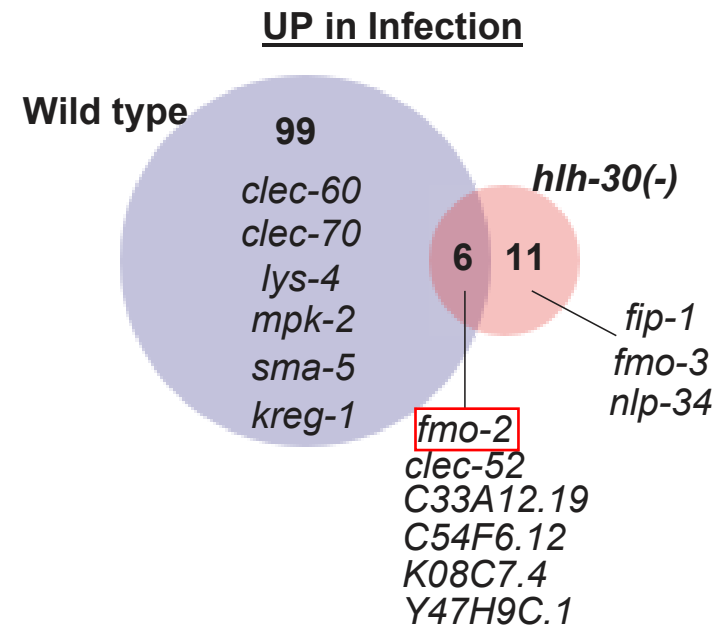 UP in Infection
Wild type
99
clec-60
clec-70
lys-4
mpk-2
sma-5
kreg-1
hlh-30(-)
6
11
fip-1
fmo-3
nlp-34
fmo-2
clec-52
C33A12.19
C54F6.12
K08C7.4
Y47H9C.1